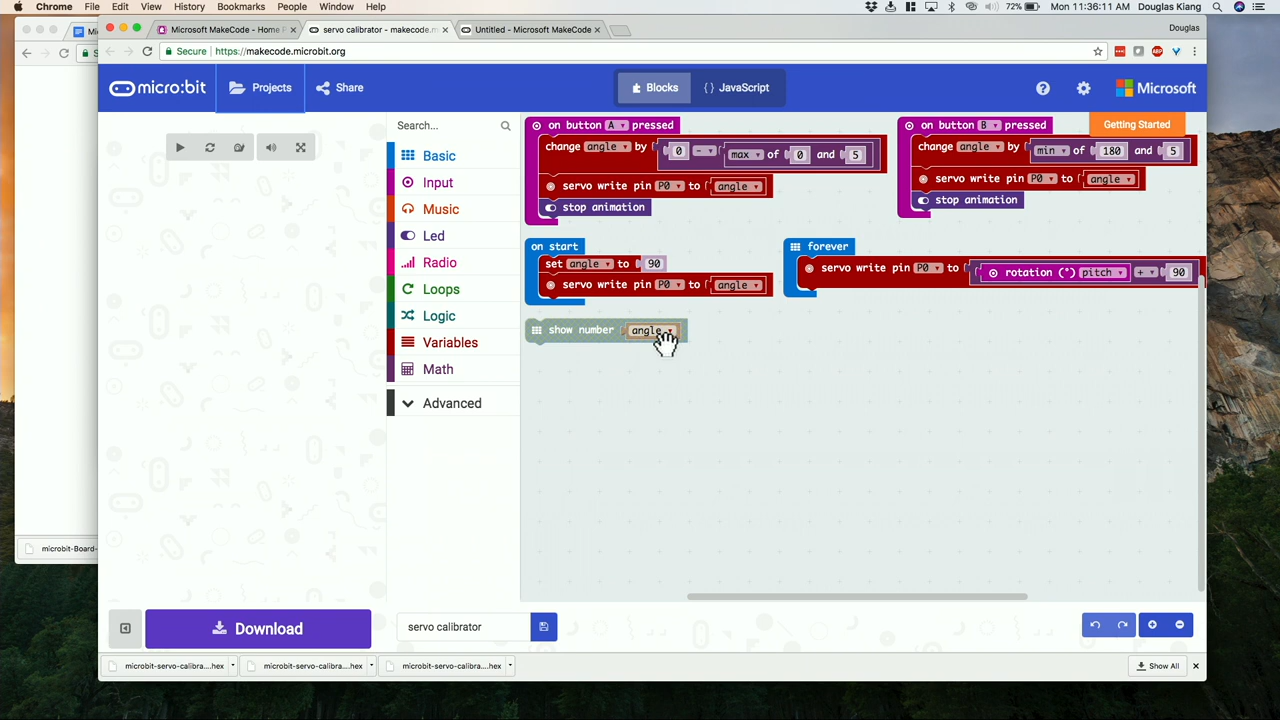 Chrome File Edit View History Bookmarks People Window Help 72% Mon 11:36:11 AM Douglas Kiang
Microsoft MakeCode - Home P servo calibrator - makecode.m Untitled - Microsoft MakeCode Douglas
Secure https://makecode.microbit.org
micro:bit Projects Share Blocks { } JavaScript Microsoft
Getting Started
Search...
Basic
Input
Music
Led
Radio
Loops
Logic
Variables
Math
Advanced
on button A pressed
change angle by 0 - max of 0 and 5
servo write pin P0 to angle
stop animation
on button B pressed
change angle by min of 180 and 5
servo write pin P0 to angle
stop animation
on start
set angle to 90
servo write pin P0 to angle
forever
servo write pin P0 to rotation (°) pitch + 90
show number angle
microbit-Board-
Download
servo calibrator
microbit-servo-calibra....hex microbit-servo-calibra....hex microbit-servo-calibra....hex Show All